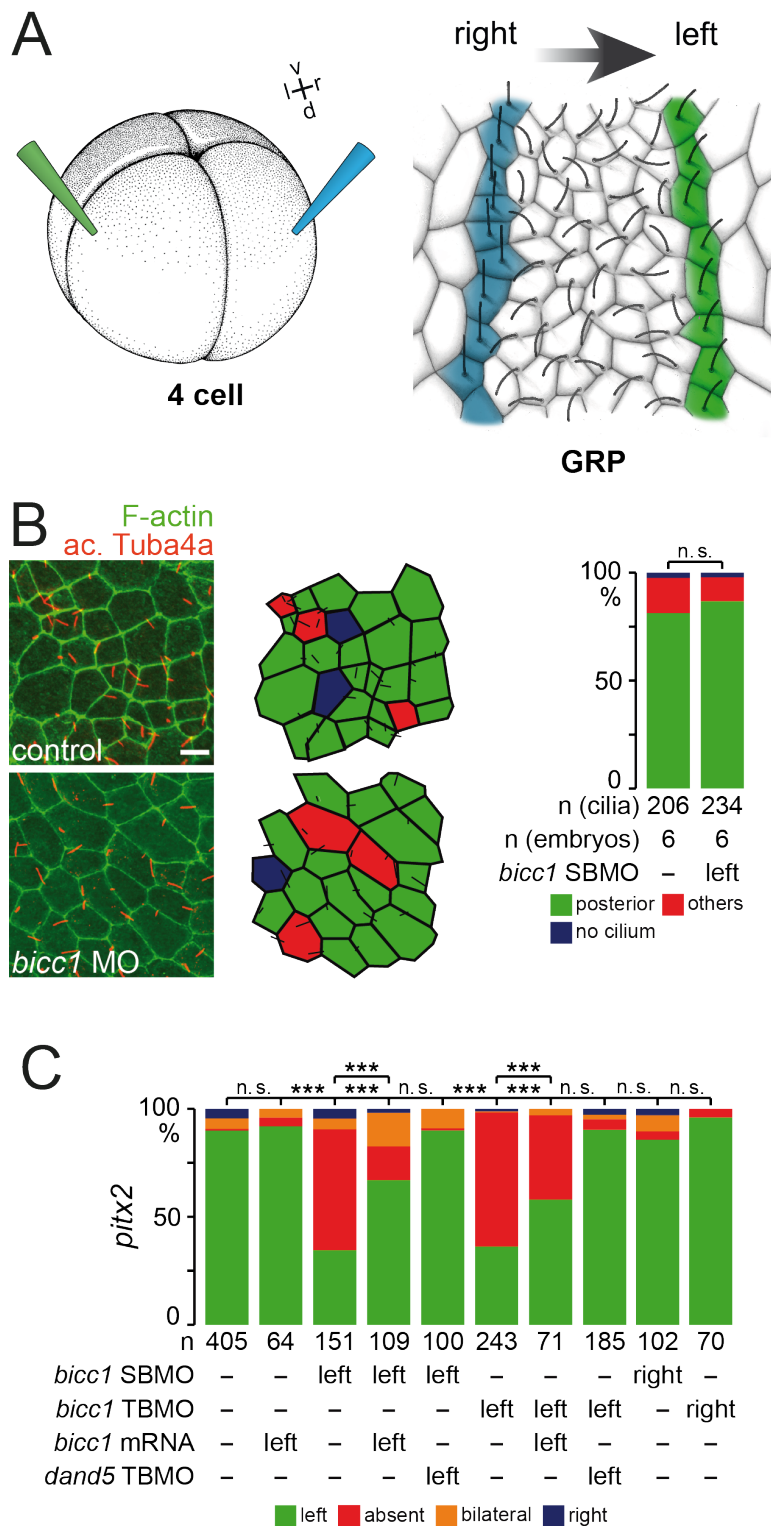 A
right
left
v
l r
d
4 cell
GRP
B
F-actin
ac. Tuba4a
control
bicc1 MO
n. s.
100
%
50
0
n (cilia) 206 234
n (embryos) 6 6
bicc1 SBMO – left
posterior others
no cilium
C
*** ***
n. s. *** *** n. s. *** *** n. s. n. s. n. s.
100
%
pitx2
50
0
n 405 64 151 109 100 243 71 185 102 70
bicc1 SBMO – – left left left – – – right –
bicc1 TBMO – – – – – left left left – right
bicc1 mRNA – left – left – – left – – –
dand5 TBMO – – – – left – – left – –
left absent bilateral right